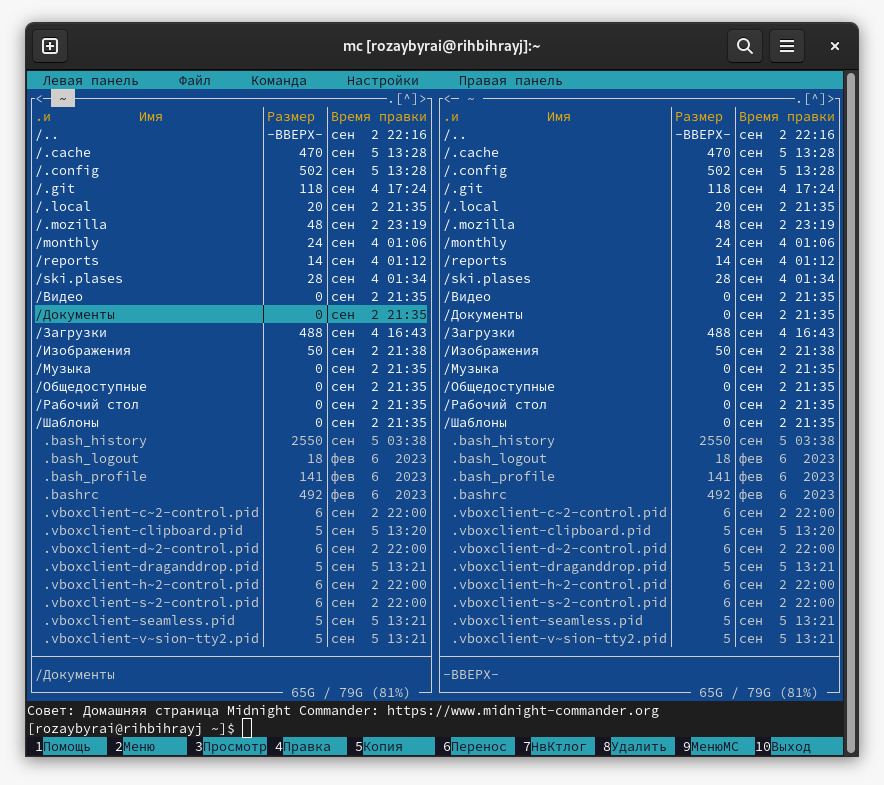 mc [rozaybyrai@rihbihrayj]:~
Левая панель Файл Команда Настройки Правая панель
<─ ~ .[^]> <─ ~ .[^]>
.и Имя Размер Время правки .и Имя Размер Время правки
/.. -ВВЕРХ- сен 2 22:16 /.. -ВВЕРХ- сен 2 22:16
/.cache 470 сен 5 13:28 /.cache 470 сен 5 13:28
/.config 502 сен 5 13:28 /.config 502 сен 5 13:28
/.git 118 сен 4 17:24 /.git 118 сен 4 17:24
/.local 20 сен 2 21:35 /.local 20 сен 2 21:35
/.mozilla 48 сен 2 23:19 /.mozilla 48 сен 2 23:19
/monthly 24 сен 4 01:06 /monthly 24 сен 4 01:06
/reports 14 сен 4 01:12 /reports 14 сен 4 01:12
/ski.plases 28 сен 4 01:34 /ski.plases 28 сен 4 01:34
/Видео 0 сен 2 21:35 /Видео 0 сен 2 21:35
/Документы 0 сен 2 21:35 /Документы 0 сен 2 21:35
/Загрузки 488 сен 4 16:43 /Загрузки 488 сен 4 16:43
/Изображения 50 сен 2 21:38 /Изображения 50 сен 2 21:38
/Музыка 0 сен 2 21:35 /Музыка 0 сен 2 21:35
/Общедоступные 0 сен 2 21:35 /Общедоступные 0 сен 2 21:35
/Рабочий стол 0 сен 2 21:35 /Рабочий стол 0 сен 2 21:35
/Шаблоны 0 сен 2 21:35 /Шаблоны 0 сен 2 21:35
.bash_history 2550 сен 5 03:38 .bash_history 2550 сен 5 03:38
.bash_logout 18 фев 6 2023 .bash_logout 18 фев 6 2023
.bash_profile 141 фев 6 2023 .bash_profile 141 фев 6 2023
.bashrc 492 фев 6 2023 .bashrc 492 фев 6 2023
.vboxclient-c~2-control.pid 6 сен 2 22:00 .vboxclient-c~2-control.pid 6 сен 2 22:00
.vboxclient-clipboard.pid 5 сен 5 13:20 .vboxclient-clipboard.pid 5 сен 5 13:20
.vboxclient-d~2-control.pid 6 сен 2 22:00 .vboxclient-d~2-control.pid 6 сен 2 22:00
.vboxclient-draganddrop.pid 5 сен 5 13:21 .vboxclient-draganddrop.pid 5 сен 5 13:21
.vboxclient-h~2-control.pid 6 сен 2 22:00 .vboxclient-h~2-control.pid 6 сен 2 22:00
.vboxclient-s~2-control.pid 6 сен 2 22:00 .vboxclient-s~2-control.pid 6 сен 2 22:00
.vboxclient-seamless.pid 5 сен 5 13:21 .vboxclient-seamless.pid 5 сен 5 13:21
.vboxclient-v~sion-tty2.pid 5 сен 5 13:21 .vboxclient-v~sion-tty2.pid 5 сен 5 13:21
/Документы -ВВЕРХ-
65G / 79G (81%) 65G / 79G (81%)
Совет: Домашняя страница Midnight Commander: https://www.midnight-commander.org
[rozaybyrai@rihbihrayj ~]$
1Помощь 2Меню 3Просмотр 4Правка 5Копия 6Перенос 7НвКтлог 8Удалить 9МенюМС 10Выход